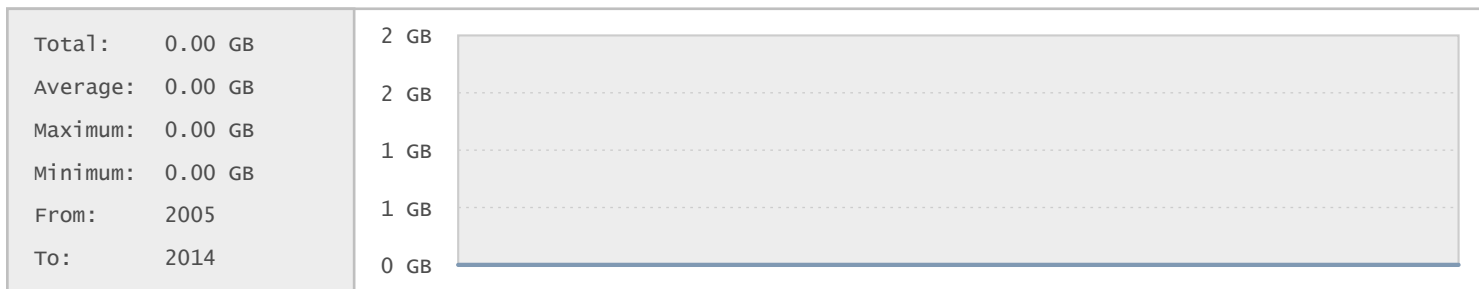 Total: 0.00 GB
Average: 0.00 GB
Maximum: 0.00 GB
Minimum: 0.00 GB
From: 2005
To: 2014
2 GB
2 GB
1 GB
1 GB
0 GB